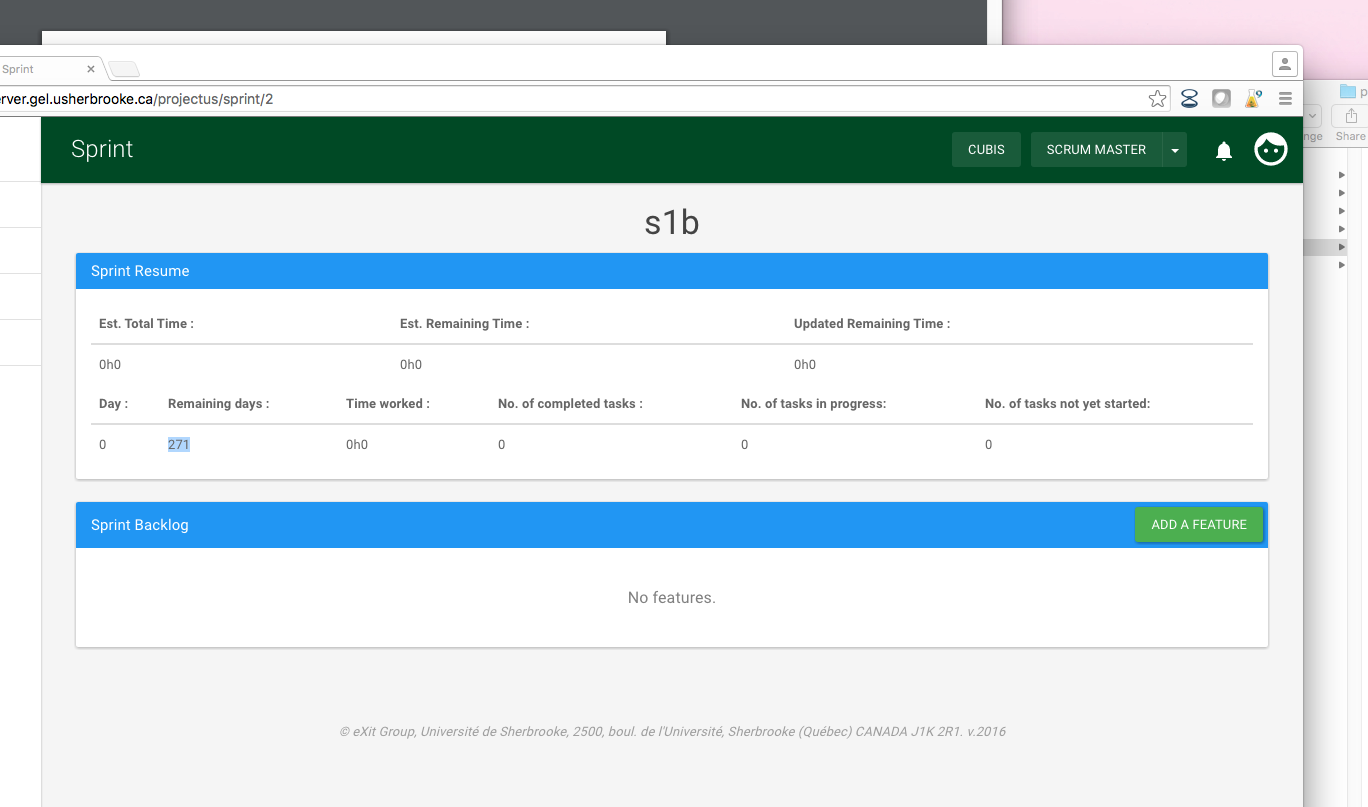 Sprint
rver.gel.usherbrooke.ca/projectus/sprint/2
Share
Sprint CUBIS SCRUM MASTER
s1b
Sprint Resume
Est. Total Time : Est. Remaining Time : Updated Remaining Time :
0h0 0h0 0h0
Day : Remaining days : Time worked : No. of completed tasks : No. of tasks in progress: No. of tasks not yet started:
0 271 0h0 0 0 0
Sprint Backlog ADD A FEATURE
No features.
© eXit Group, Université de Sherbrooke, 2500, boul. de l'Université, Sherbrooke (Québec) CANADA J1K 2R1. v.2016